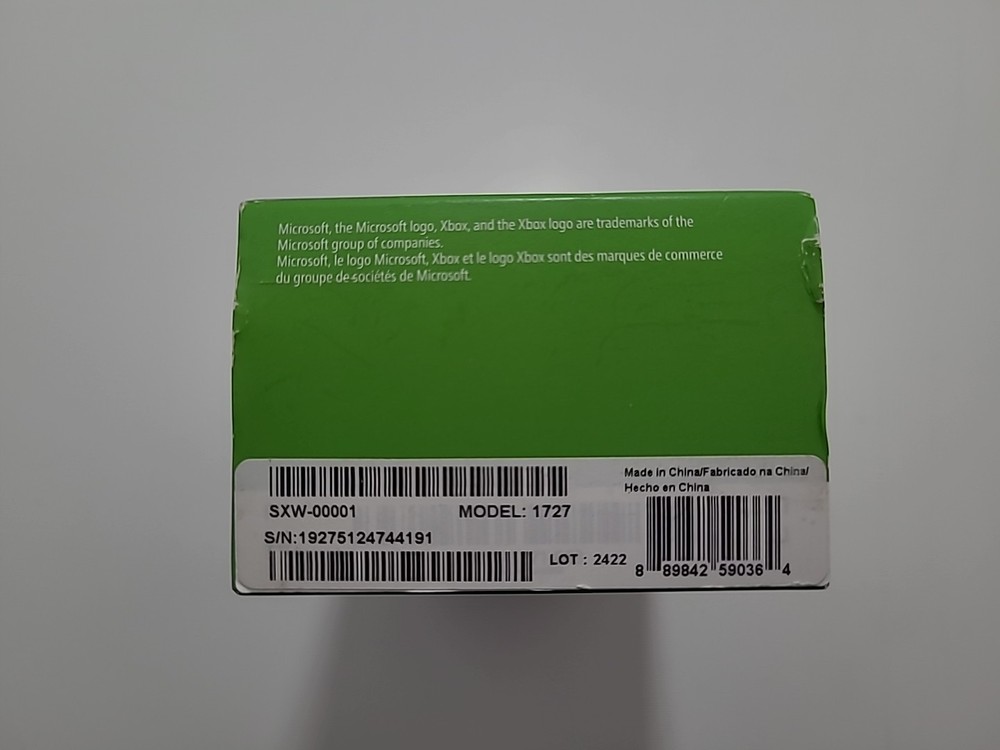 Microsoft, the Microsoft logo, Xbox, and the Xbox logo are trademarks of the
Microsoft group of companies.
Microsoft, le logo Microsoft, Xbox et le logo Xbox sont des marques de commerce
du groupe de sociétés de Microsoft.
Made in China/Fabricado na China/
Hecho en China
SXW-00001 MODEL: 1727
S/N:19275124744191
LOT : 2422
8 89842 59036 4